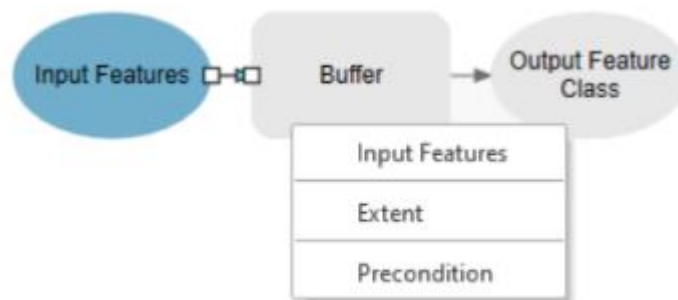 Input Features
Buffer
Output Feature
Class
Input Features
Extent
Precondition